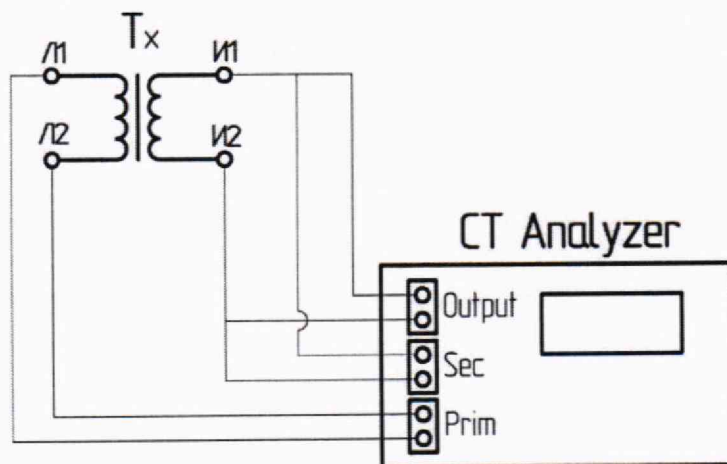 Tx
Л1
И1
Л2
И2
CT Analyzer
Output
Sec
Prim